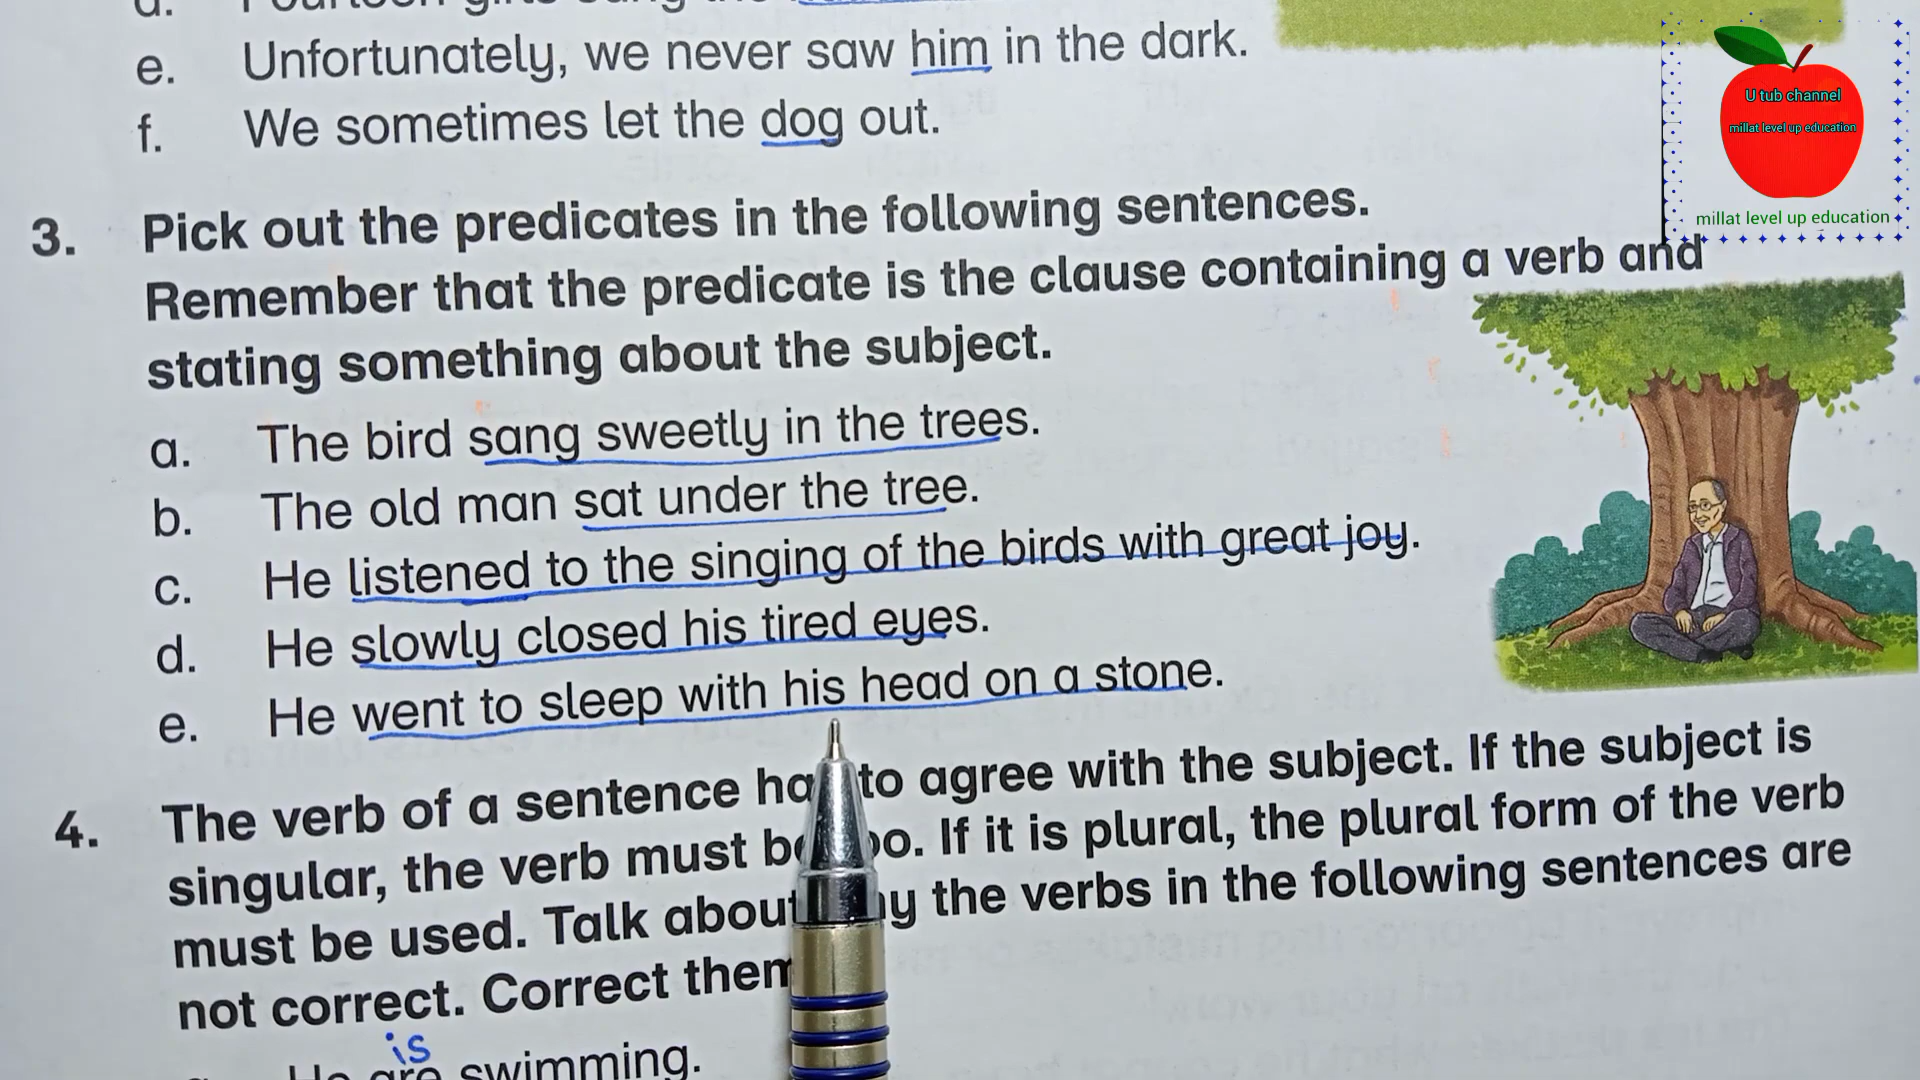 e. Unfortunately, we never saw him in the dark.
f. We sometimes let the dog out.
U tub channel
millat level up education
millat level up education
3. Pick out the predicates in the following sentences.
Remember that the predicate is the clause containing a verb and
stating something about the subject.
a. The bird sang sweetly in the trees.
b. The old man sat under the tree.
c. He listened to the singing of the birds with great joy.
d. He slowly closed his tired eyes.
e. He went to sleep with his head on a stone.
4. The verb of a sentence to agree with the subject. If the subject is
singular, the verb must If it is plural, the plural form of the verb
must be used. Talk about the verbs in the following sentences are
not correct. Correct them
is
He are swimming.